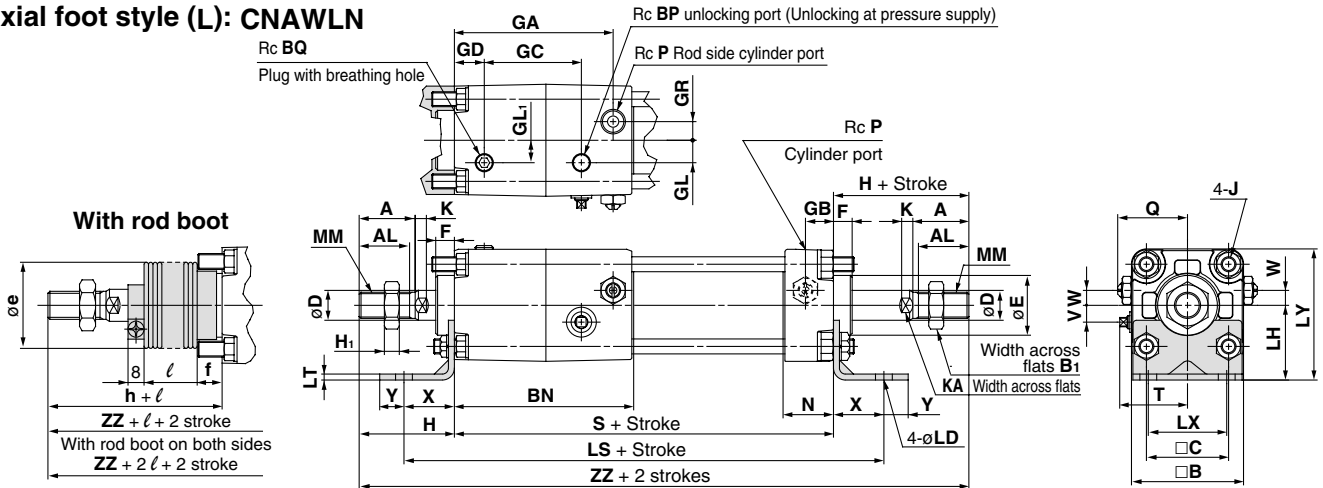 xial foot style (L): CNAWLN
Rc BP unlocking port (Unlocking at pressure supply)
GA
Rc BQ
GD
GC
Rc P Rod side cylinder port
Plug with breathing hole
GR
GL1
GL
Rc P
Cylinder port
H + Stroke
With rod boot
A
K
GB
F
K
A
Q
4-J
MM
AL
F
AL
MM
W
øe
øD
øD
øE
VW
LY
LH
H1
Width across
flats B1
LT
KA Width across flats
8
ℓ
f
Y
X
BN
N
X
Y
T
h + ℓ
H
S + Stroke
4-øLD
LX
ZZ + ℓ + 2 stroke
LS + Stroke
□C
With rod boot on both sides
ZZ + 2 ℓ + 2 stroke
ZZ + 2 strokes
□B